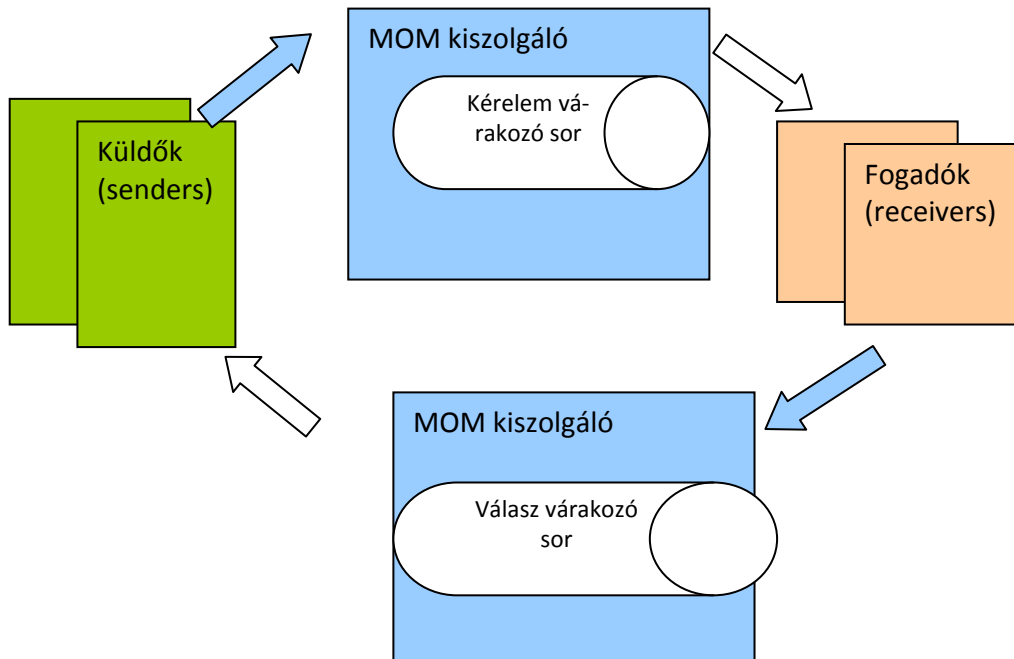 MOM kiszolgáló
Kérelem vá-
rakozó sor
Küldők
(senders)
Fogadók
(receivers)
MOM kiszolgáló
Válasz várakozó
sor